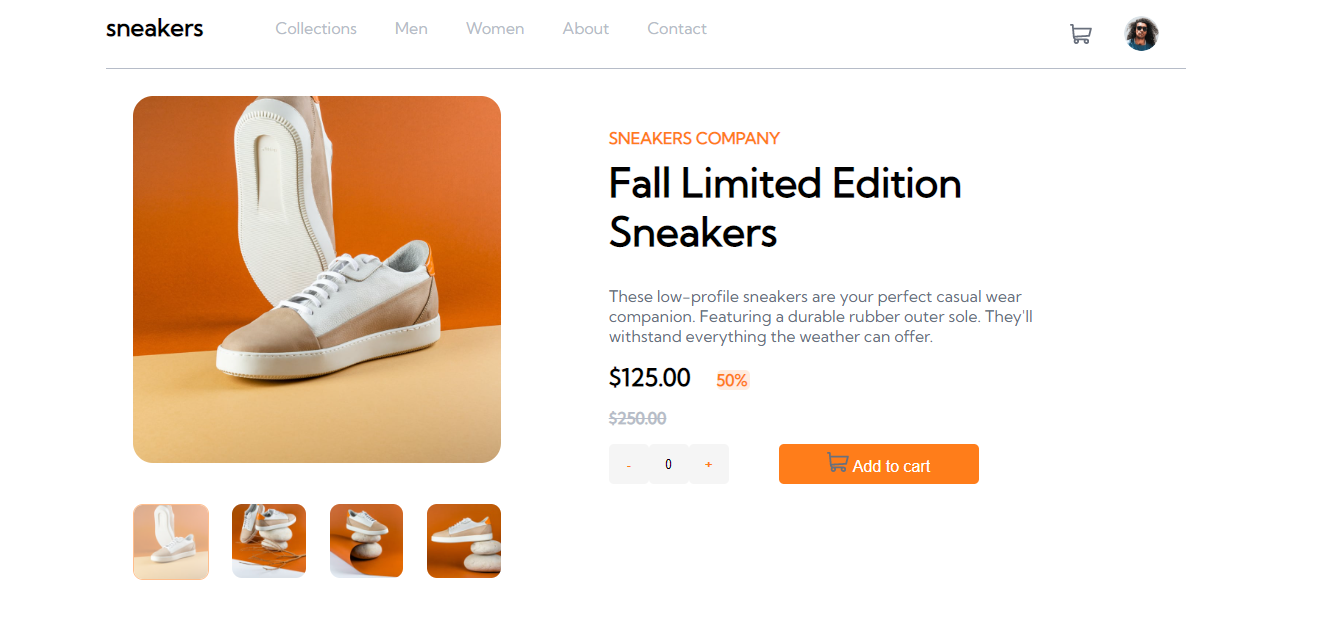 sneakers
Collections Men Women About Contact
SNEAKERS COMPANY
Fall Limited Edition
Sneakers
These low-profile sneakers are your perfect casual wear
companion. Featuring a durable rubber outer sole. They'll
withstand everything the weather can offer.
$125.00 50%
$250.00
- 0 + Add to cart